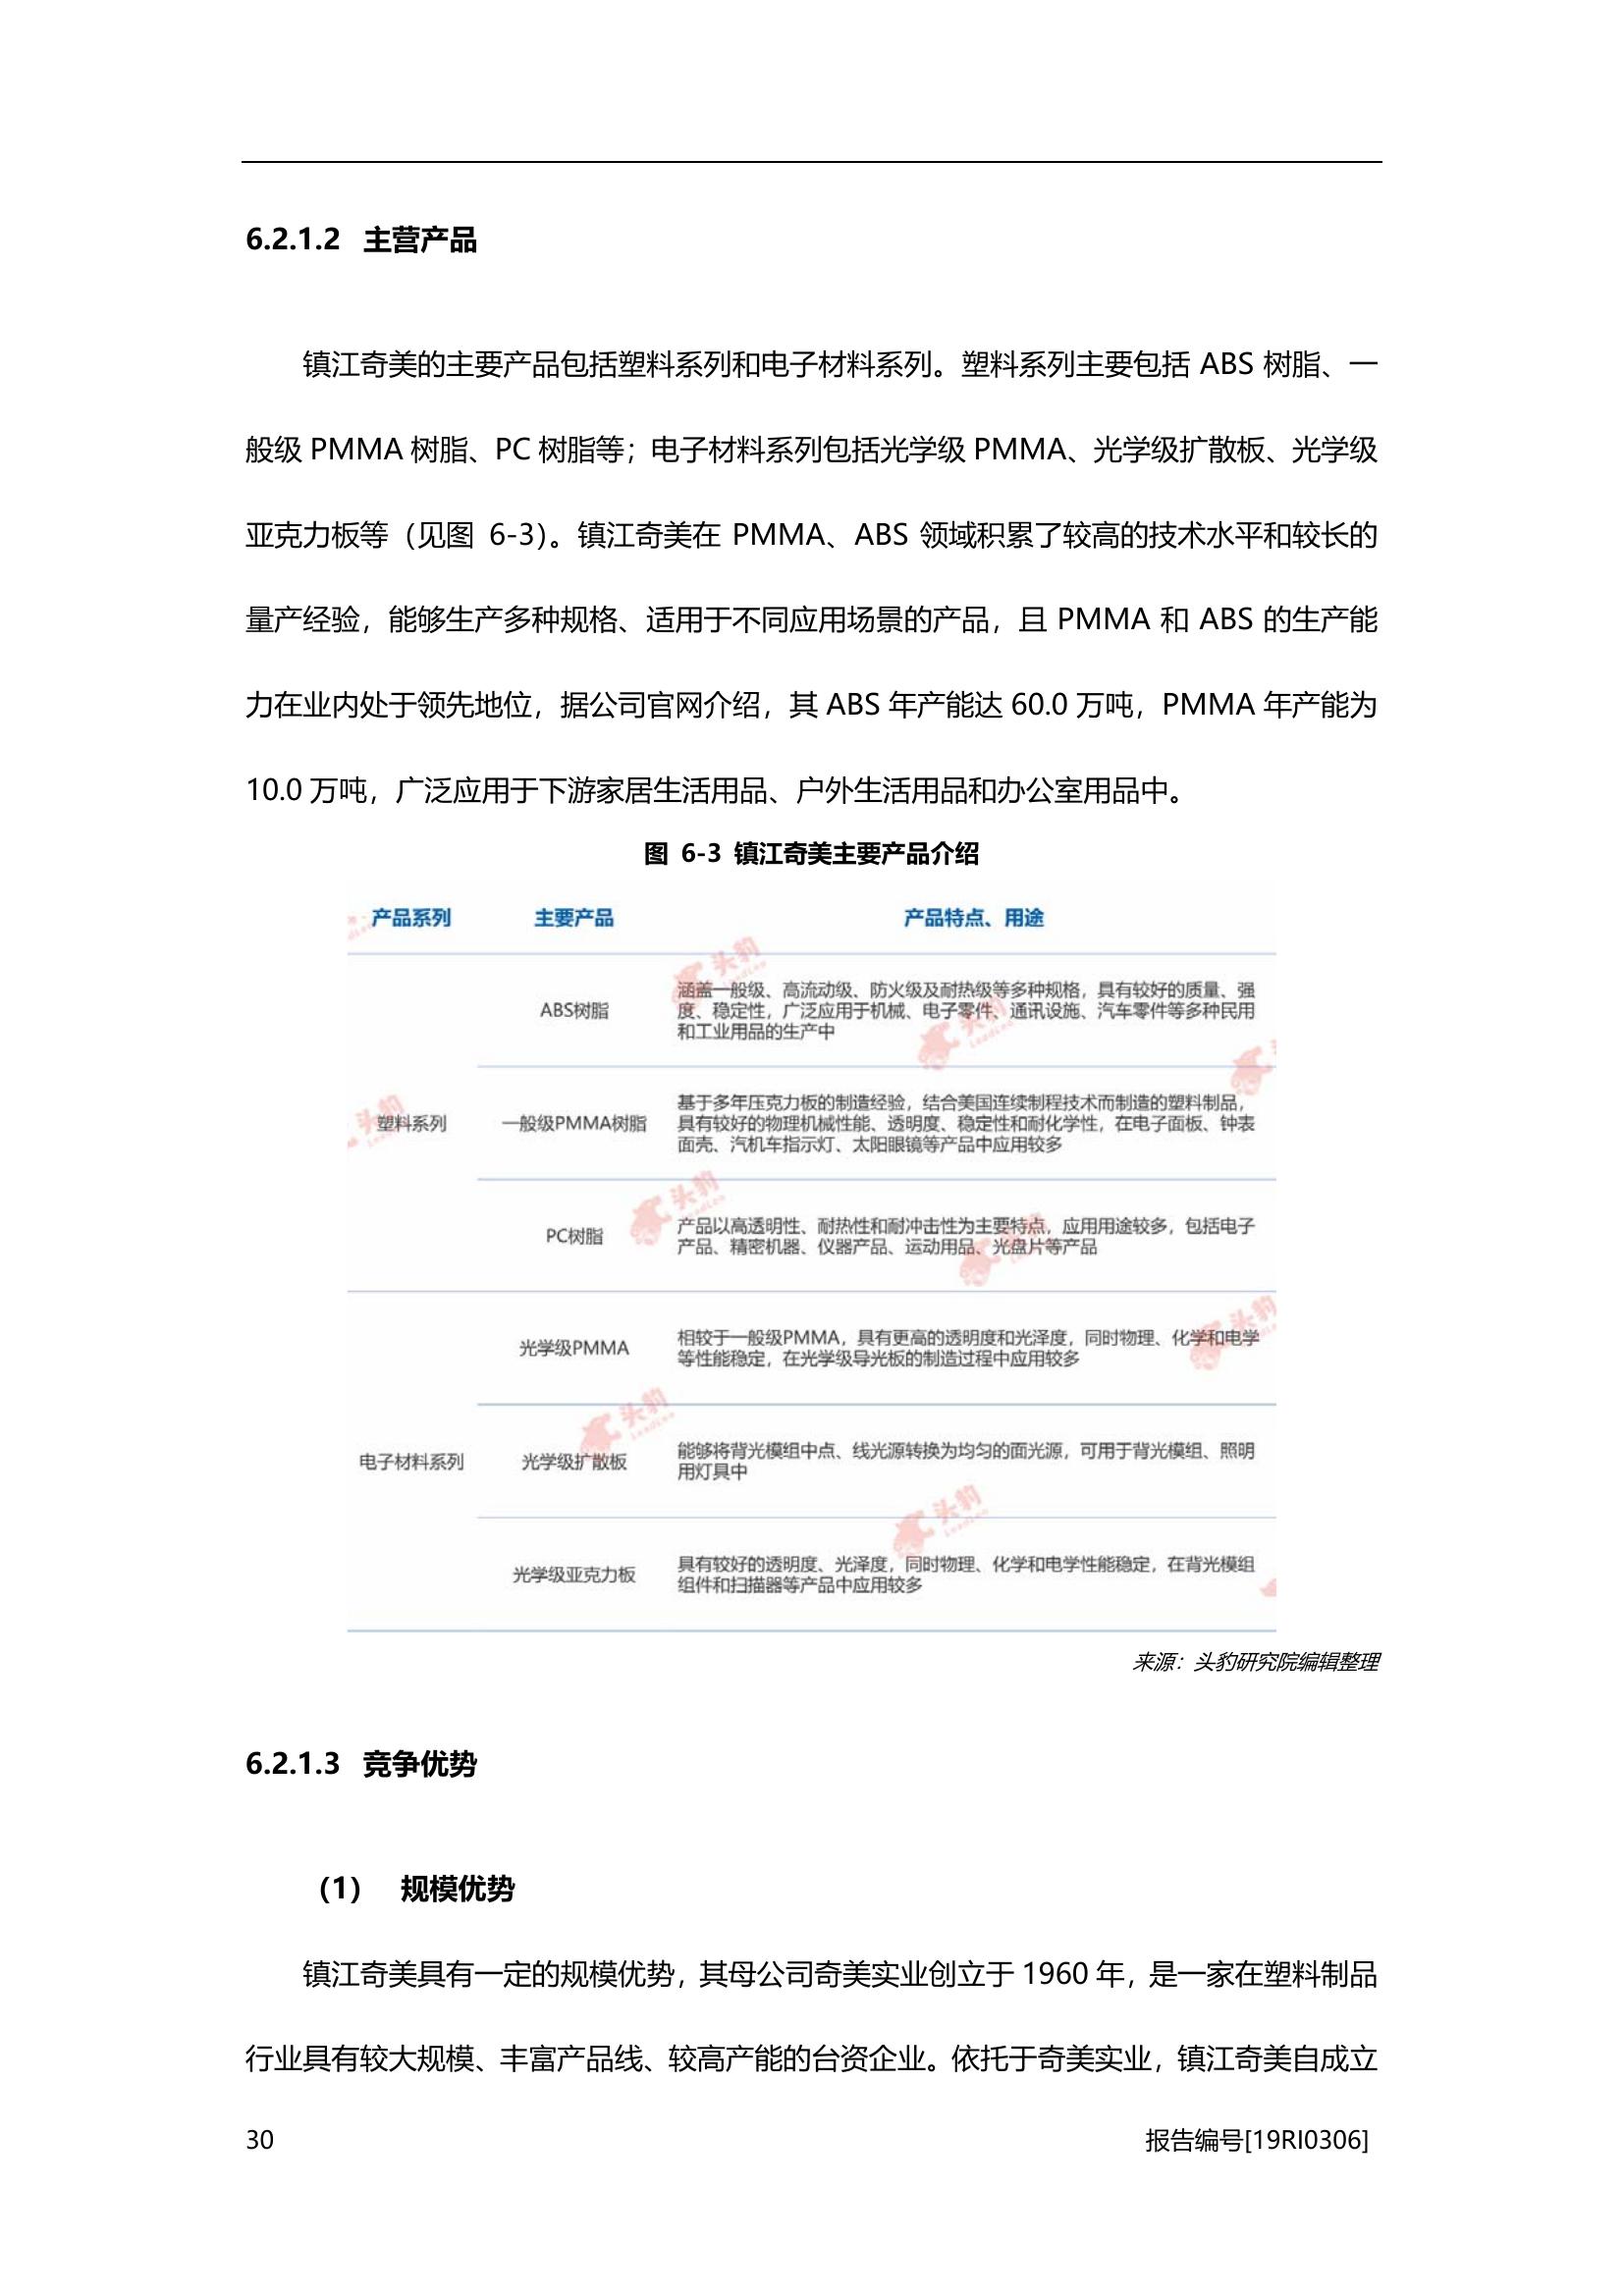 6.2.1.2 主营产品
镇江奇美的主要产品包括塑料系列和电子材料系列。塑料系列主要包括 ABS 树脂、一
般级 PMMA 树脂、PC 树脂等；电子材料系列包括光学级 PMMA、光学级扩散板、光学级
亚克力板等（见图 6-3）。镇江奇美在 PMMA、ABS 领域积累了较高的技术水平和较长的
量产经验，能够生产多种规格、适用于不同应用场景的产品，且 PMMA 和 ABS 的生产能
力在业内处于领先地位，据公司官网介绍，其 ABS 年产能达 60.0 万吨，PMMA 年产能为
10.0 万吨，广泛应用于下游家居生活用品、户外生活用品和办公室用品中。
图 6-3 镇江奇美主要产品介绍
产品系列 主要产品 产品特点、用途
塑料系列
ABS树脂
涵盖一般级、高流动级、防火级及耐热级等多种规格，具有较好的质量、强
度、稳定性，广泛应用于机械、电子零件、通讯设施、汽车零件等多种民用
和工业用品的生产中
一般级PMMA树脂
基于多年压克力板的制造经验，结合美国连续制程技术而制造的塑料制品，
具有较好的物理机械性能、透明度、稳定性和耐化学性，在电子面板、钟表
面壳、汽机车指示灯、太阳眼镜等产品中应用较多
PC树脂
产品以高透明性、耐热性和耐冲击性为主要特点，应用用途较多，包括电子
产品、精密机器、仪器产品、运动用品、光盘片等产品
电子材料系列
光学级PMMA
相较于一般级PMMA，具有更高的透明度和光泽度，同时物理、化学和电学
等性能稳定，在光学级导光板的制造过程中应用较多
光学级扩散板
能够将背光模组中点、线光源转换为均匀的面光源，可用于背光模组、照明
用灯具中
光学级亚克力板
具有较好的透明度、光泽度，同时物理、化学和电学性能稳定，在背光模组
组件和扫描器等产品中应用较多
头豹
LeadLeo
来源：头豹研究院编辑整理
6.2.1.3 竞争优势
（1） 规模优势
镇江奇美具有一定的规模优势，其母公司奇美实业创立于 1960 年，是一家在塑料制品
行业具有较大规模、丰富产品线、较高产能的台资企业。依托于奇美实业，镇江奇美自成立
30 报告编号[19RI0306]